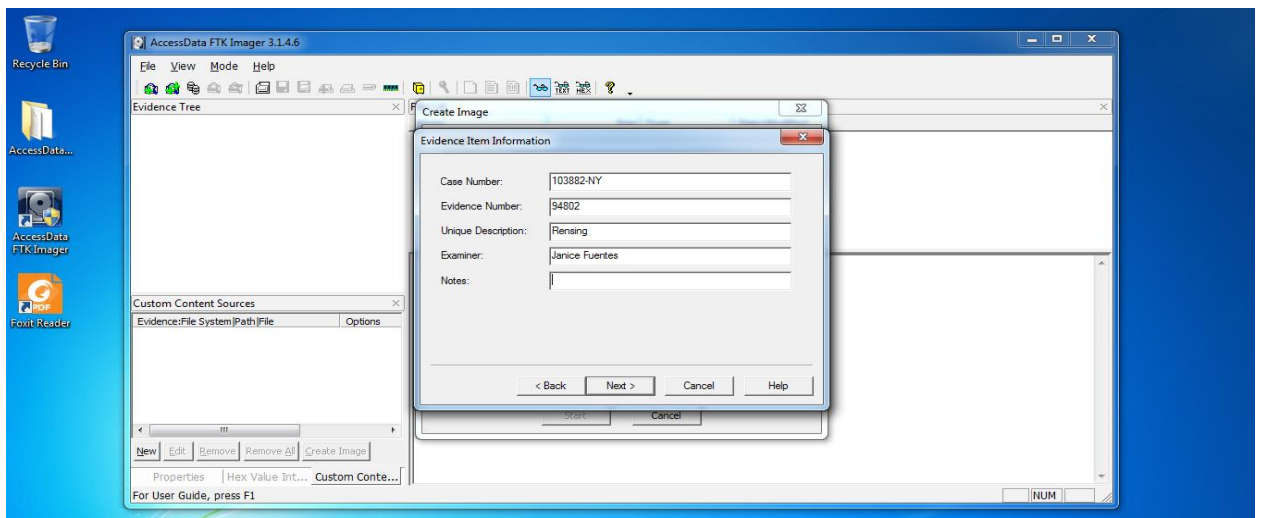 Recycle Bin
AccessData...
AccessData
FTK Imager
PDF
Foxit Reader
AccessData FTK Imager 3.1.4.6
File View Mode Help
TEXT HEX
Evidence Tree
Custom Content Sources
Evidence:File System|Path|File Options
New Edit Remove Remove All Create Image
Properties Hex Value Int... Custom Conte...
For User Guide, press F1
NUM
Create Image
Evidence Item Information
Case Number: 103882-NY
Evidence Number: 94802
Unique Description: Rensing
Examiner: Janice Fuentes
Notes:
< Back Next > Cancel Help
Start Cancel